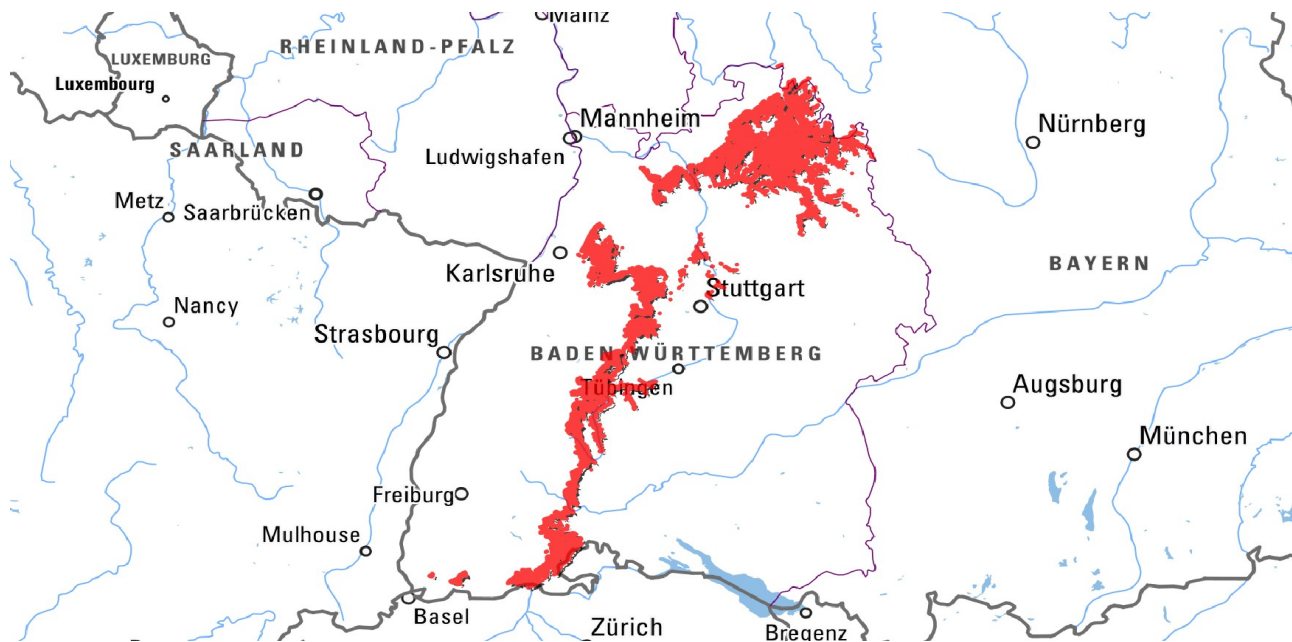 Mainz
RHEINLAND-PFALZ
LUXEMBURG
Luxembourg
Mannheim
Nürnberg
SAARLAND
Ludwigshafen
Metz
Saarbrücken
Karlsruhe
BAYERN
Stuttgart
Nancy
Strasbourg
BADEN-WÜRTTEMBERG
Tübingen
Augsburg
München
Freiburg
Mulhouse
Basel
Zürich
Bregenz